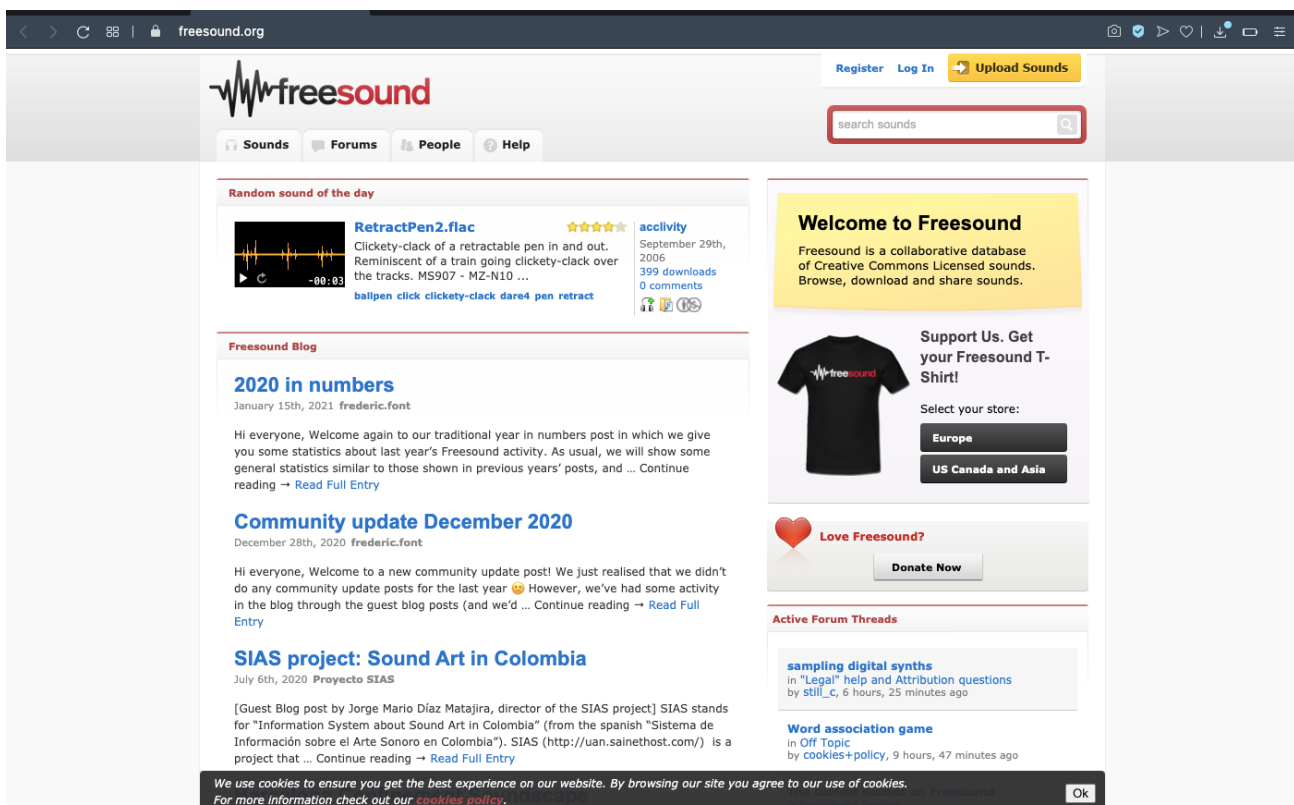 freesound.org
freesound
Register Log In Upload Sounds
search sounds
Sounds Forums People Help
Random sound of the day
RetractPen2.flac
Clickety-clack of a retractable pen in and out.
Reminiscent of a train going clickety-clack over
the tracks. MS907 - MZ-N10 ...
ballpen click clickety-clack dare4 pen retract
-00:03
acclivity
September 29th,
2006
399 downloads
0 comments
Freesound Blog
2020 in numbers
January 15th, 2021 frederic.font
Hi everyone, Welcome again to our traditional year in numbers post in which we give
you some statistics about last year’s Freesound activity. As usual, we will show some
general statistics similar to those shown in previous years’ posts, and … Continue
reading → Read Full Entry
Community update December 2020
December 28th, 2020 frederic.font
Hi everyone, Welcome to a new community update post! We just realised that we didn’t
do any community update posts for the last year 🙁 However, we’ve had some activity
in the blog through the guest blog posts (and we’d … Continue reading → Read Full
Entry
SIAS project: Sound Art in Colombia
July 6th, 2020 Proyecto SIAS
[Guest Blog post by Jorge Mario Díaz Matajira, director of the SIAS project] SIAS stands
for “Information System about Sound Art in Colombia” (from the spanish “Sistema de
Información sobre el Arte Sonoro en Colombia”). SIAS (http://uan.sainethost.com/) is a
project that … Continue reading → Read Full Entry
Welcome to Freesound
Freesound is a collaborative database
of Creative Commons Licensed sounds.
Browse, download and share sounds.
freesound
Support Us. Get
your Freesound T-
Shirt!
Select your store:
Europe
US Canada and Asia
Love Freesound?
Donate Now
Active Forum Threads
sampling digital synths
in "Legal" help and Attribution questions
by still_c, 6 hours, 25 minutes ago
Word association game
in Off Topic
by cookies+policy, 9 hours, 47 minutes ago
We use cookies to ensure you get the best experience on our website. By browsing our site you agree to our use of cookies.
For more information check out our cookies policy.
Ok